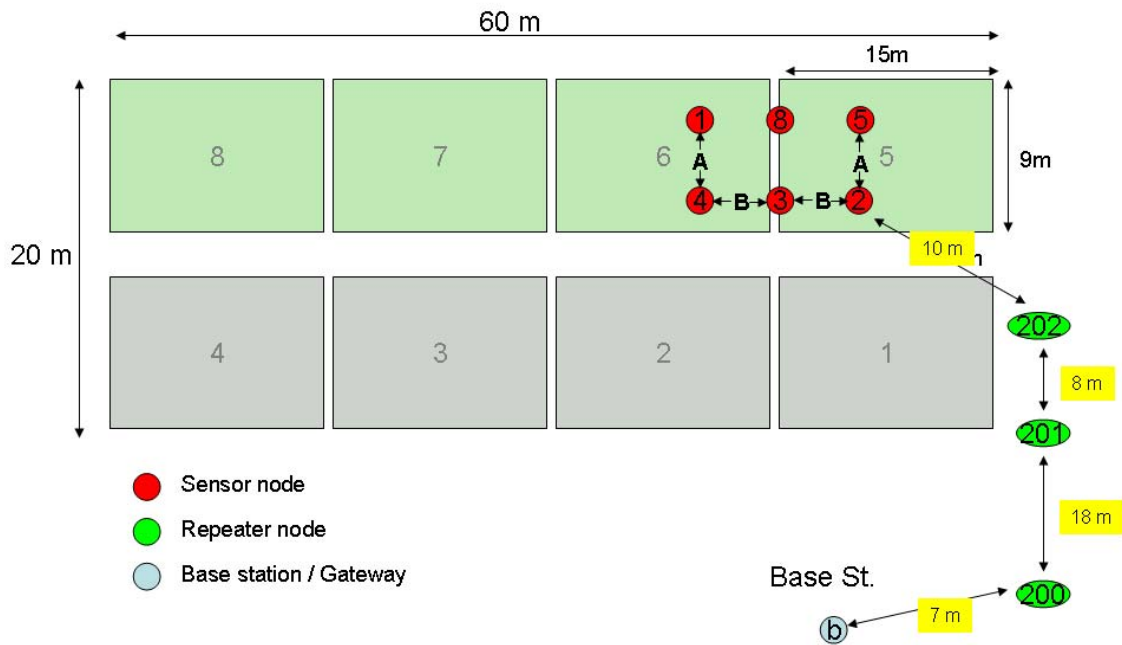 60 m
15m
1 8 5
8 7 6 A A 5 9m
4 B 3 B 2
20 m
10 m
202
4 3 2 1
8 m
201
Sensor node
18 m
Repeater node
Base station / Gateway
Base St.
200
7 m
b